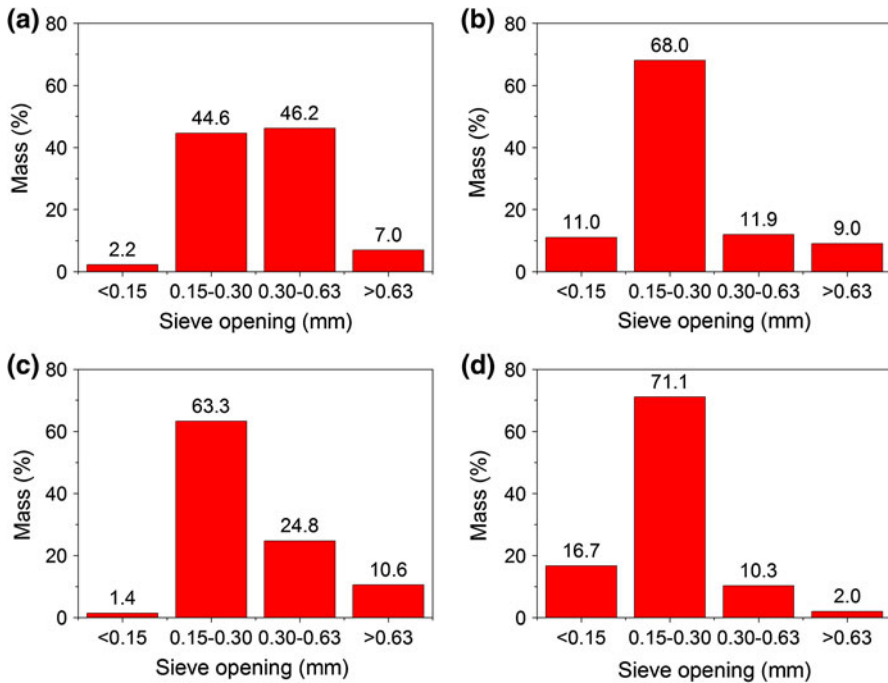 (a)
80
60
40
20
0
Mass (%)
2.2
44.6
46.2
7.0
<0.15 0.15-0.30 0.30-0.63 >0.63
Sieve opening (mm)
(b)
80
60
40
20
0
Mass (%)
11.0
68.0
11.9
9.0
<0.15 0.15-0.30 0.30-0.63 >0.63
Sieve opening (mm)
(c)
80
60
40
20
0
Mass (%)
1.4
63.3
24.8
10.6
<0.15 0.15-0.30 0.30-0.63 >0.63
Sieve opening (mm)
(d)
80
60
40
20
0
Mass (%)
16.7
71.1
10.3
2.0
<0.15 0.15-0.30 0.30-0.63 >0.63
Sieve opening (mm)